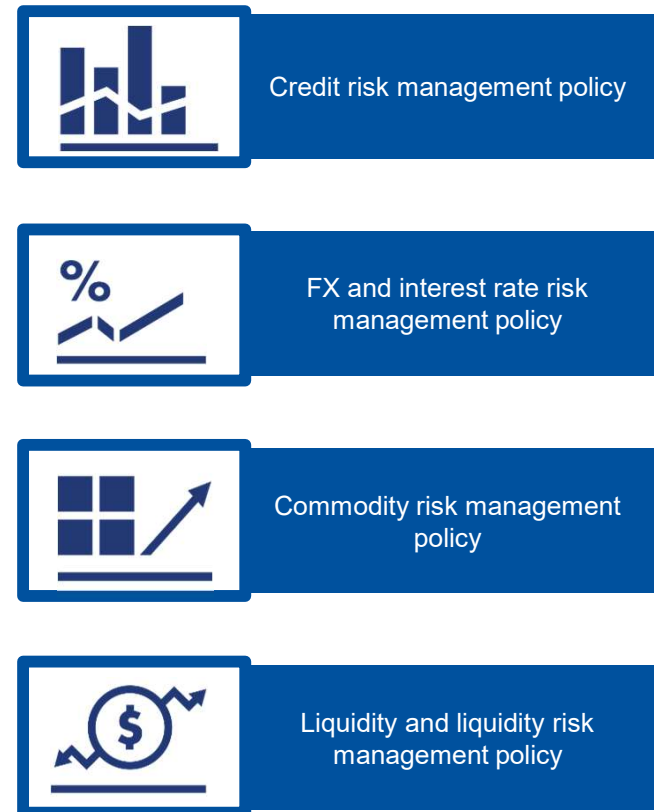 Credit risk management policy
%
FX and interest rate risk
management policy
Commodity risk management
policy
$
Liquidity and liquidity risk
management policy